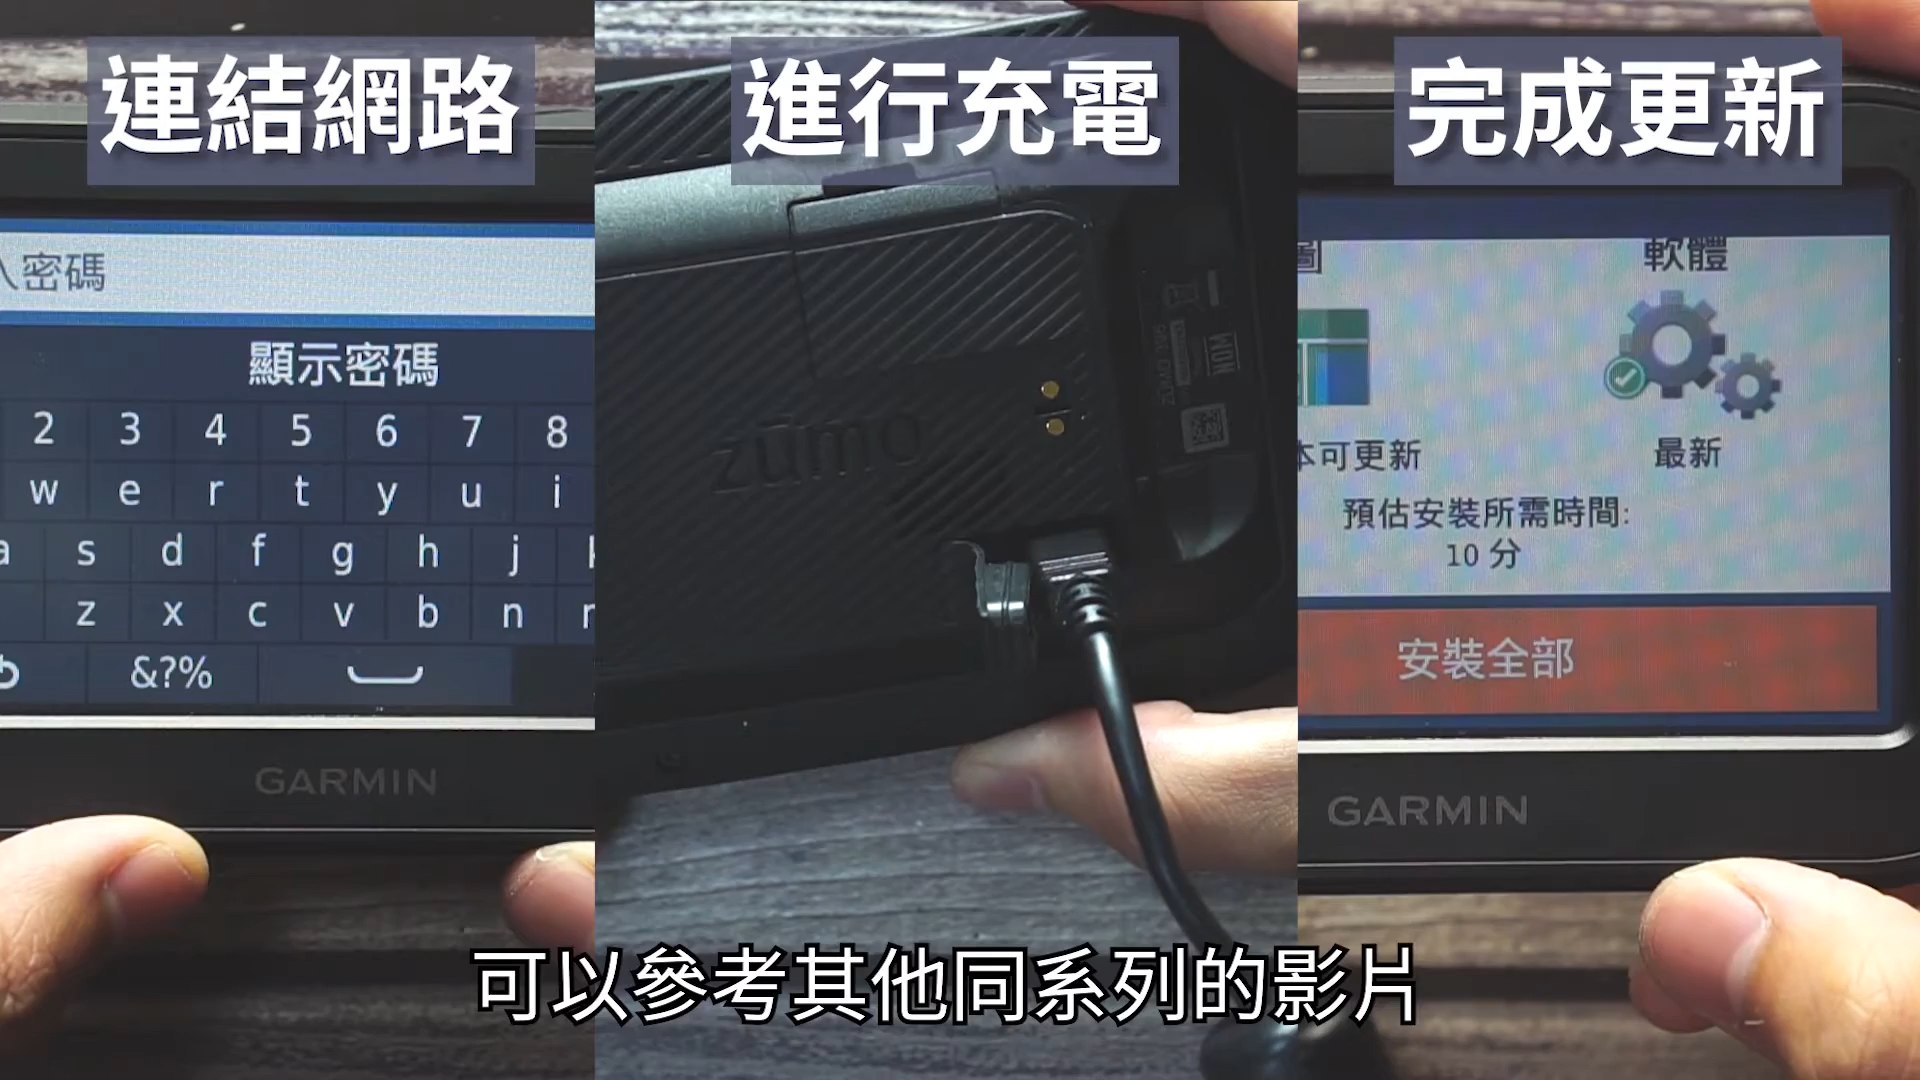 連結網路
進行充電
完成更新
入密碼
顯示密碼
2 3 4 5 6 7 8
w e r t y u i
a s d f g h j
z x c v b n
&?%
GARMIN
zūmo
NOM
圖
軟體
本可更新
最新
預估安裝所需時間:
10 分
安裝全部
GARMIN
可以參考其他同系列的影片